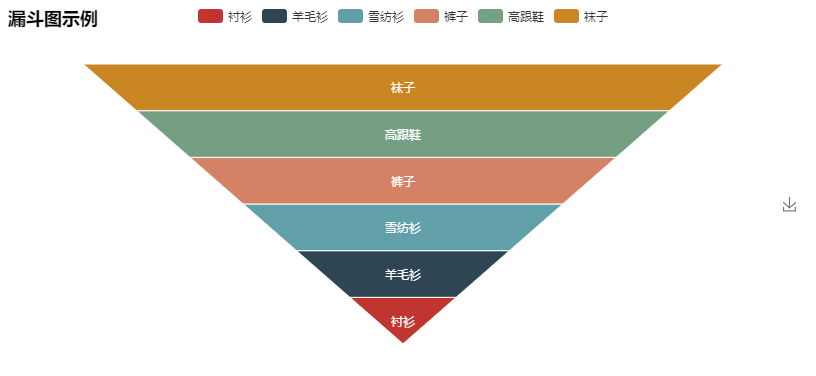 漏斗图示例
衬衫 羊毛衫 雪纺衫 裤子 高跟鞋 袜子
袜子
高跟鞋
裤子
雪纺衫
羊毛衫
衬衫